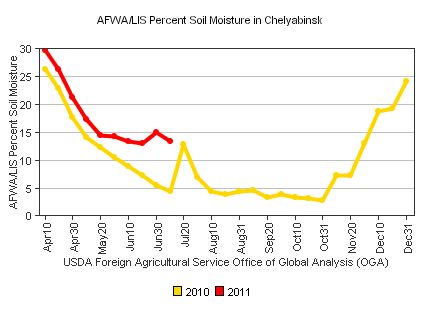 AFWA/LIS Percent Soil Moisture in Chelyabinsk
AFWA/LIS Percent Soil Moisture
30
25
20
15
10
5
0
Apr10
Apr30
May20
Jun10
Jun30
Jul20
Aug10
Aug31
Sep20
Oct10
Oct31
Nov20
Dec10
Dec31
USDA Foreign Agricultural Service Office of Global Analysis (OGA)
2010
2011